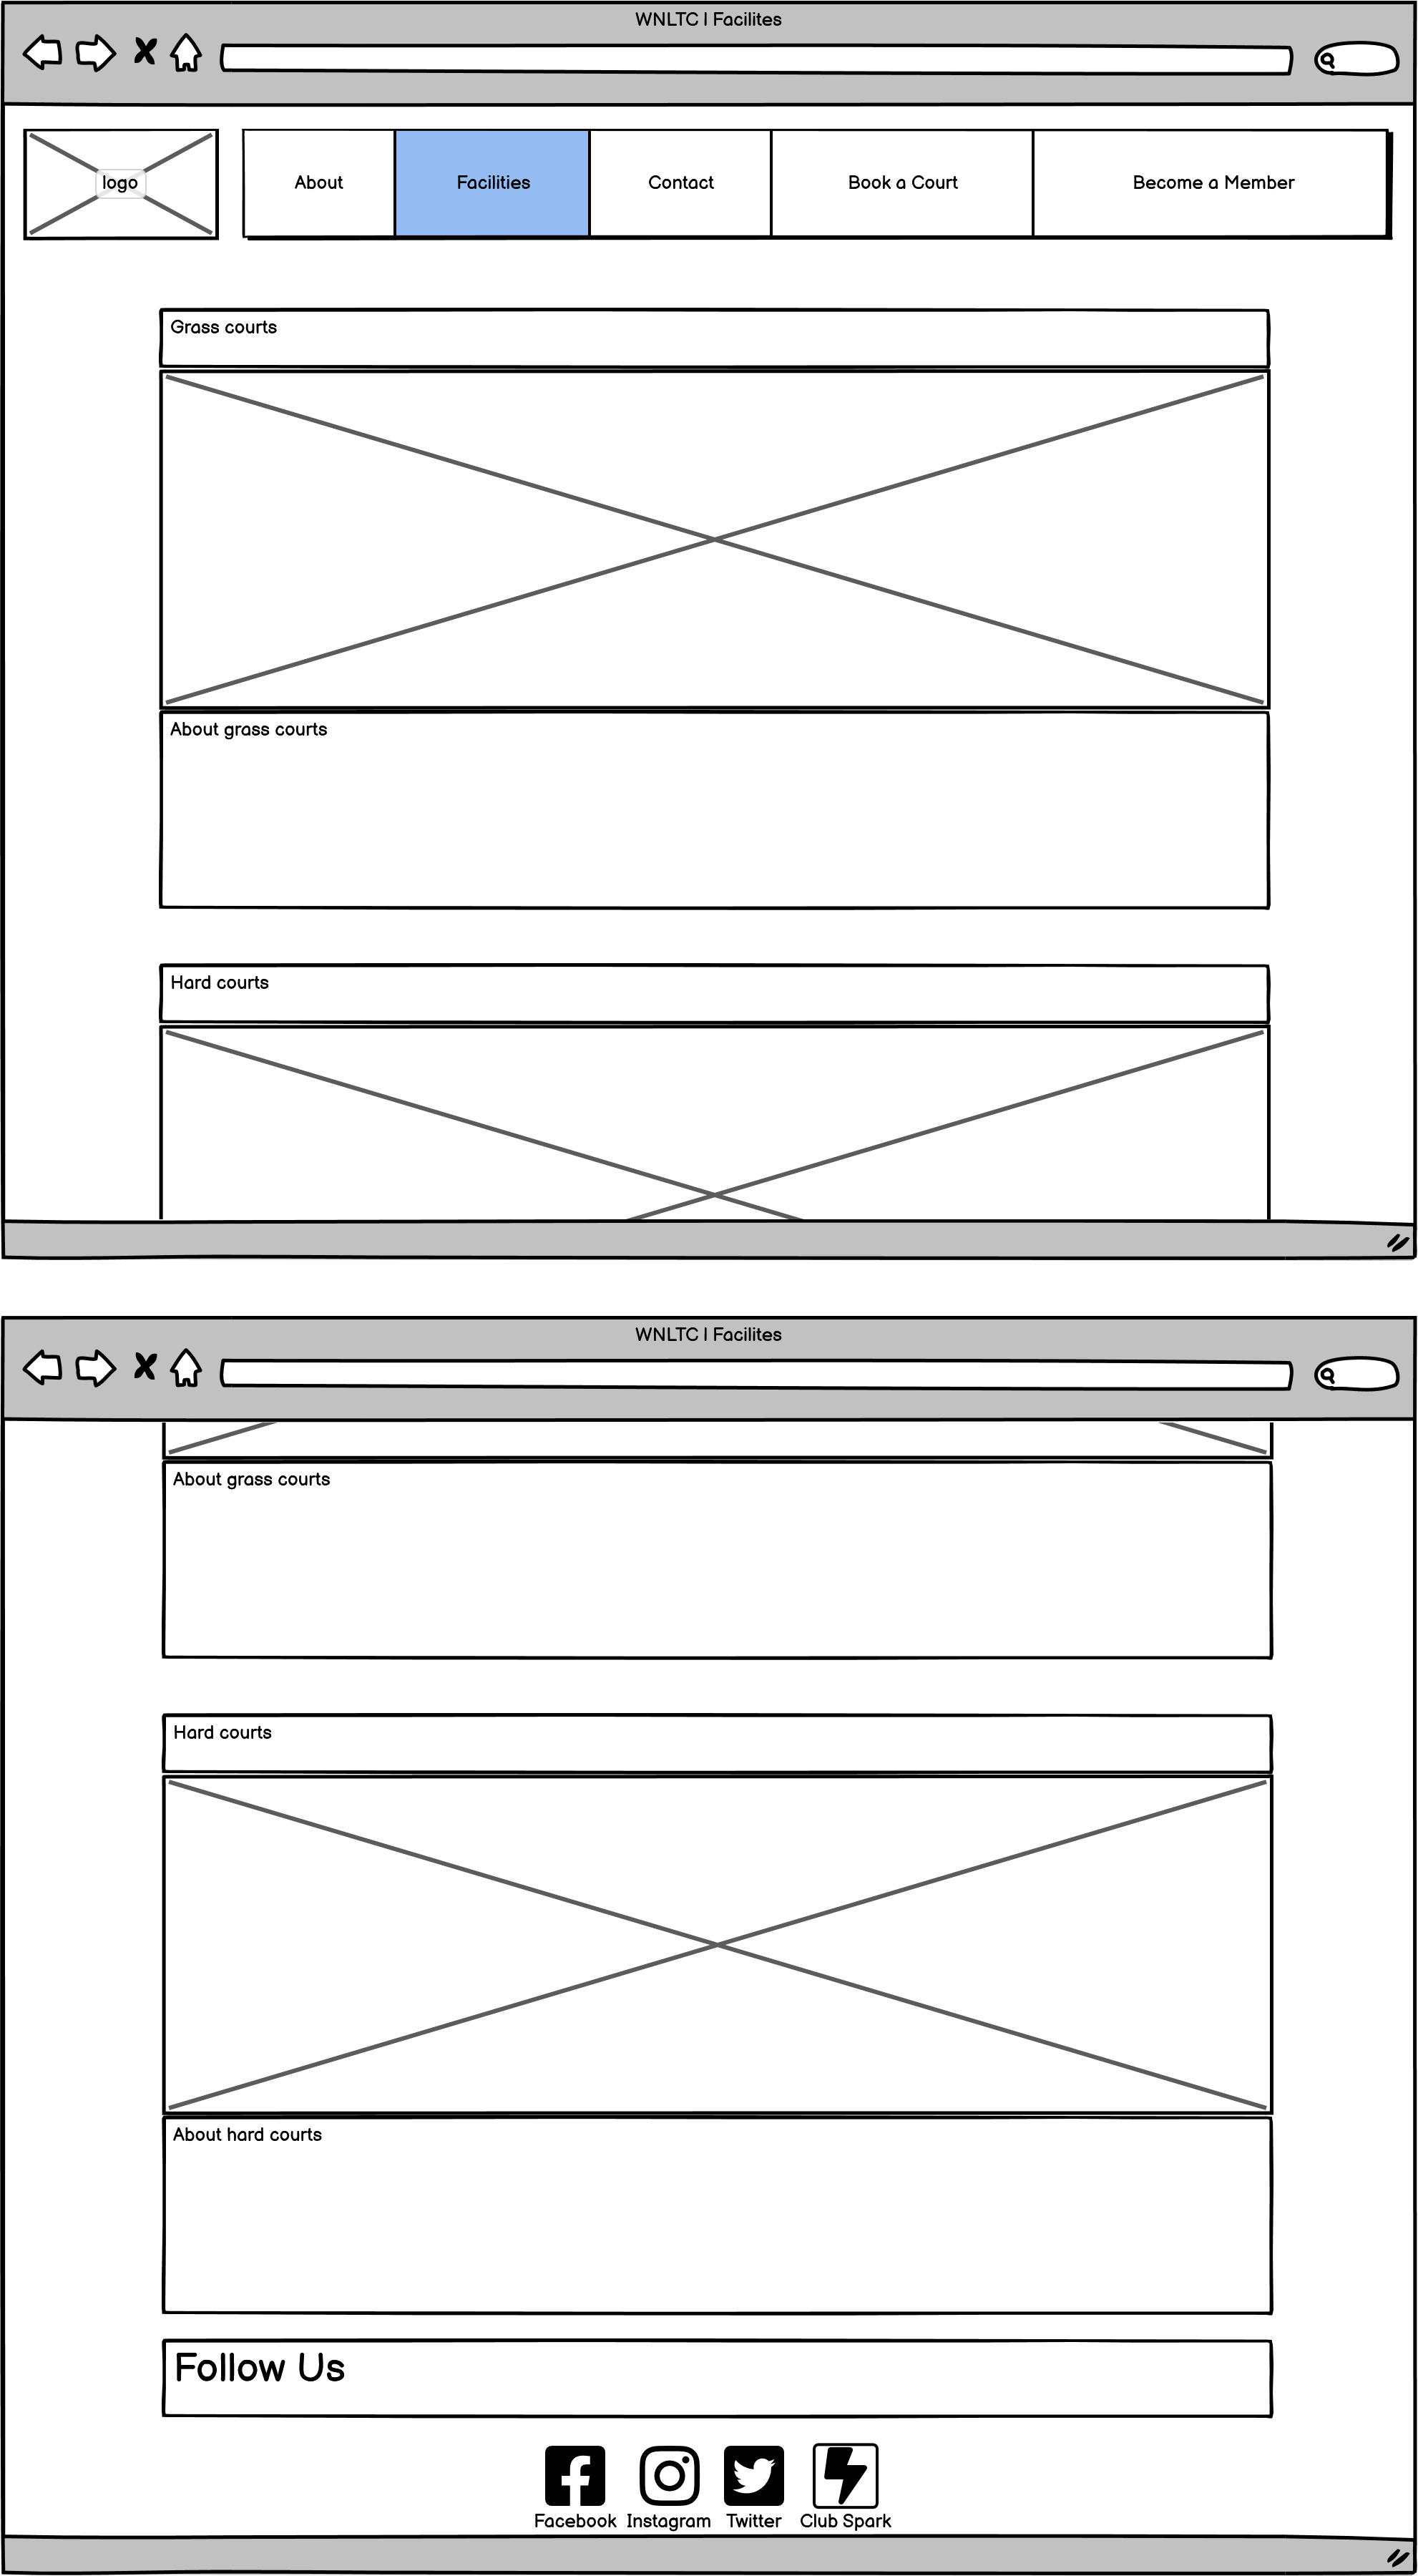 WNLTC | Facilites
logo
About
Facilities
Contact
Book a Court
Become a Member
Grass courts
About grass courts
Hard courts
WNLTC | Facilites
About grass courts
Hard courts
About hard courts
Follow Us
Facebook Instagram Twitter Club Spark